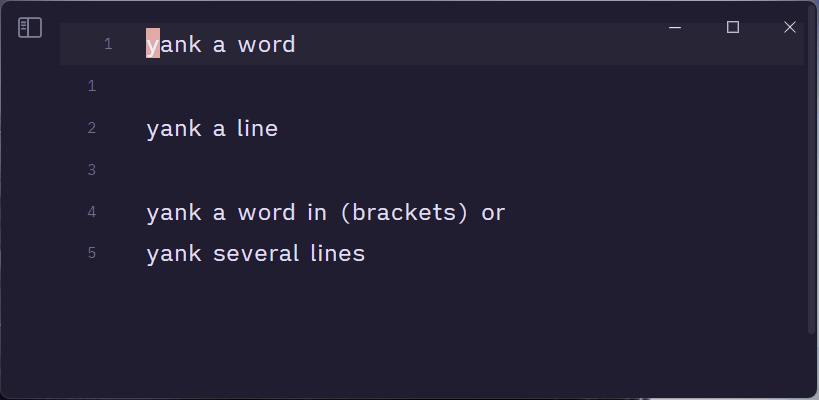 1 yank a word
1
2 yank a line
3
4 yank a word in (brackets) or
5 yank several lines